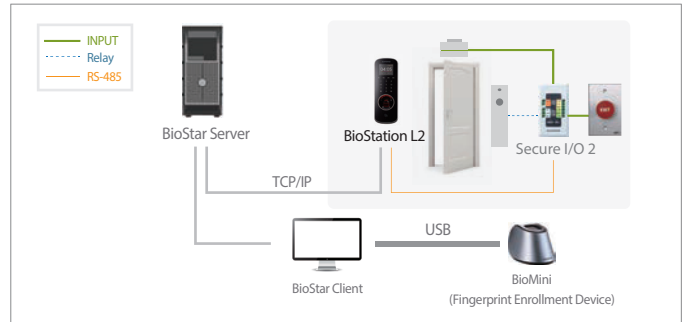 INPUT
Relay
RS-485
BioStar Server
BioStation L2
EXIT
Secure I/O 2
TCP/IP
USB
BioStar Client
BioMini
(Fingerprint Enrollment Device)